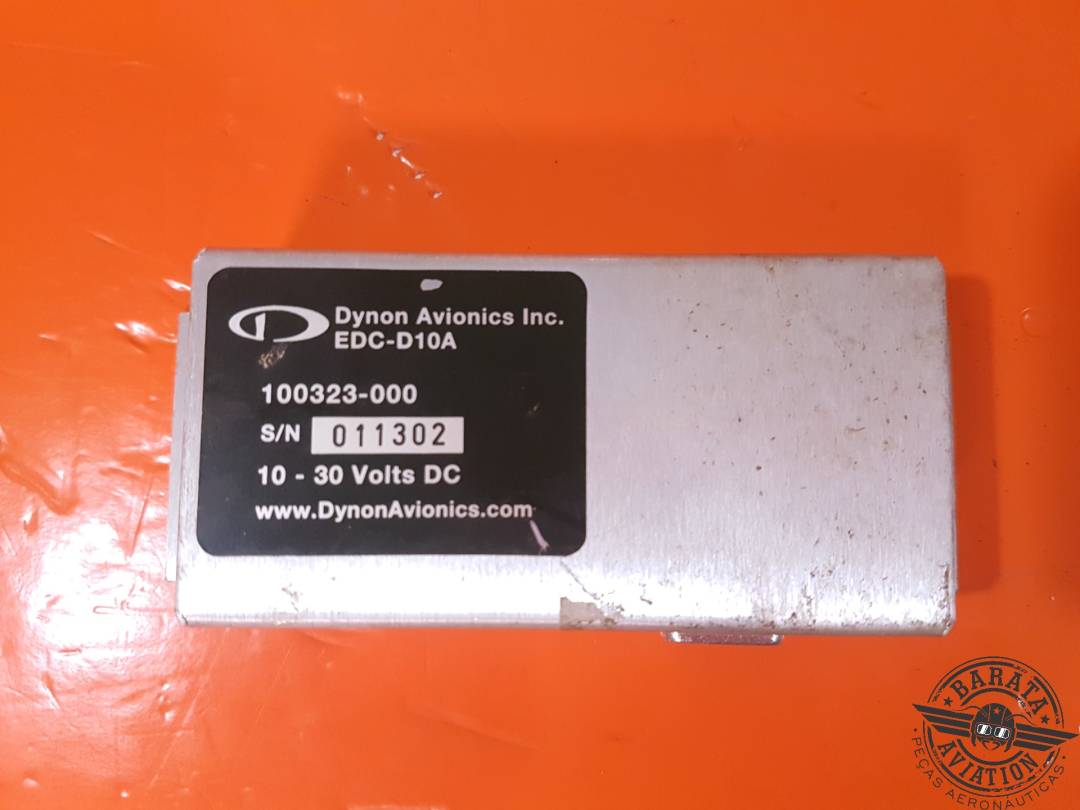 Dynon Avionics Inc.
EDC-D10A
100323-000
S/N 011302
10 - 30 Volts DC
www.DynonAvionics.com
BARATA
AVIATION
PEÇAS AERONÁUTICAS